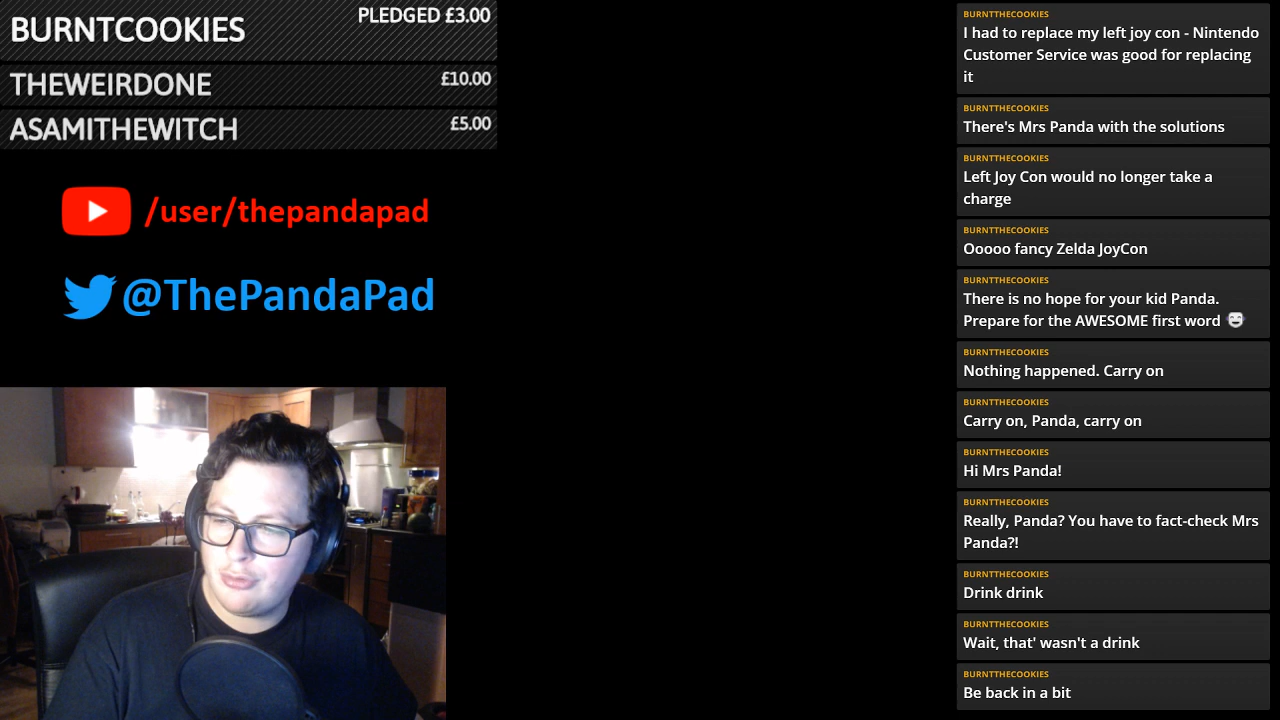 BURNTCOOKIES
PLEDGED £3.00
THEWEIRDONE
£10.00
ASAMITHEWITCH
£5.00
/user/thepandapad
@ThePandaPad
BURNTTHECOOKIES
I had to replace my left joy con - Nintendo
Customer Service was good for replacing
it
BURNTTHECOOKIES
There's Mrs Panda with the solutions
BURNTTHECOOKIES
Left Joy Con would no longer take a
charge
BURNTTHECOOKIES
Ooooo fancy Zelda JoyCon
BURNTTHECOOKIES
There is no hope for your kid Panda.
Prepare for the AWESOME first word
BURNTTHECOOKIES
Nothing happened. Carry on
BURNTTHECOOKIES
Carry on, Panda, carry on
BURNTTHECOOKIES
Hi Mrs Panda!
BURNTTHECOOKIES
Really, Panda? You have to fact-check Mrs
Panda?!
BURNTTHECOOKIES
Drink drink
BURNTTHECOOKIES
Wait, that' wasn't a drink
BURNTTHECOOKIES
Be back in a bit